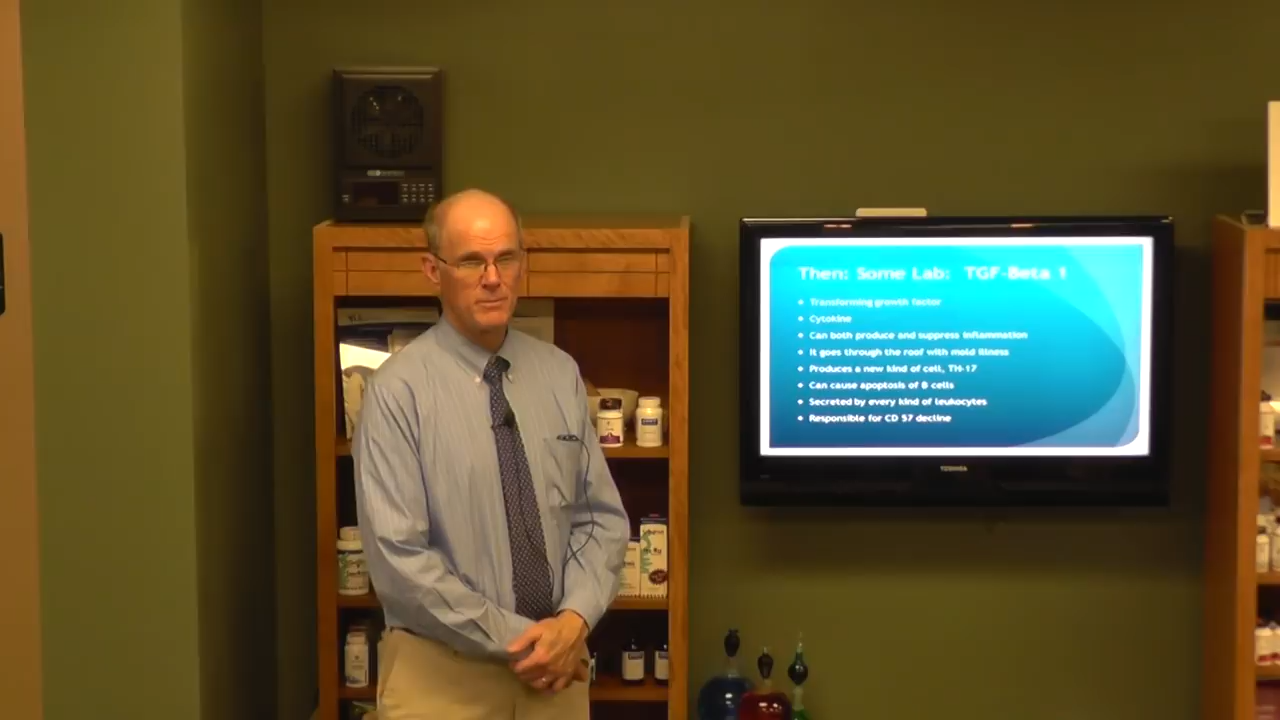 Then: Some Lab: TGF-Beta 1
Transforming growth factor
Cytokine
Can both produce and suppress inflammation
It goes through the roof with mold illness
Produces a new kind of cell, TH-17
Can cause apoptosis of B cells
Secreted by every kind of leukocytes
Responsible for CD 57 decline
TOSHIBA